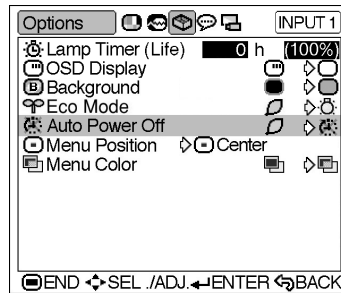 Options INPUT 1
Lamp Timer (Life) 0 h (100%)
OSD Display
B Background
Eco Mode
Auto Power Off
Menu Position Center
Menu Color
END SEL ./ADJ. ENTER BACK